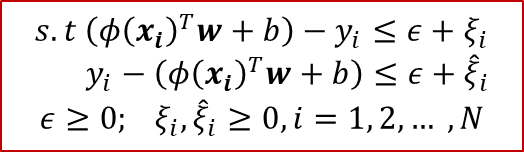 s.t (ϕ(𝒙ᵢ)ᵀ𝒘 + b) − yᵢ ≤ ϵ + ξᵢ
yᵢ − (ϕ(𝒙ᵢ)ᵀ𝒘 + b) ≤ ϵ + ξ̂ᵢ
ϵ ≥ 0; ξᵢ, ξ̂ᵢ ≥ 0, i = 1,2, … , N